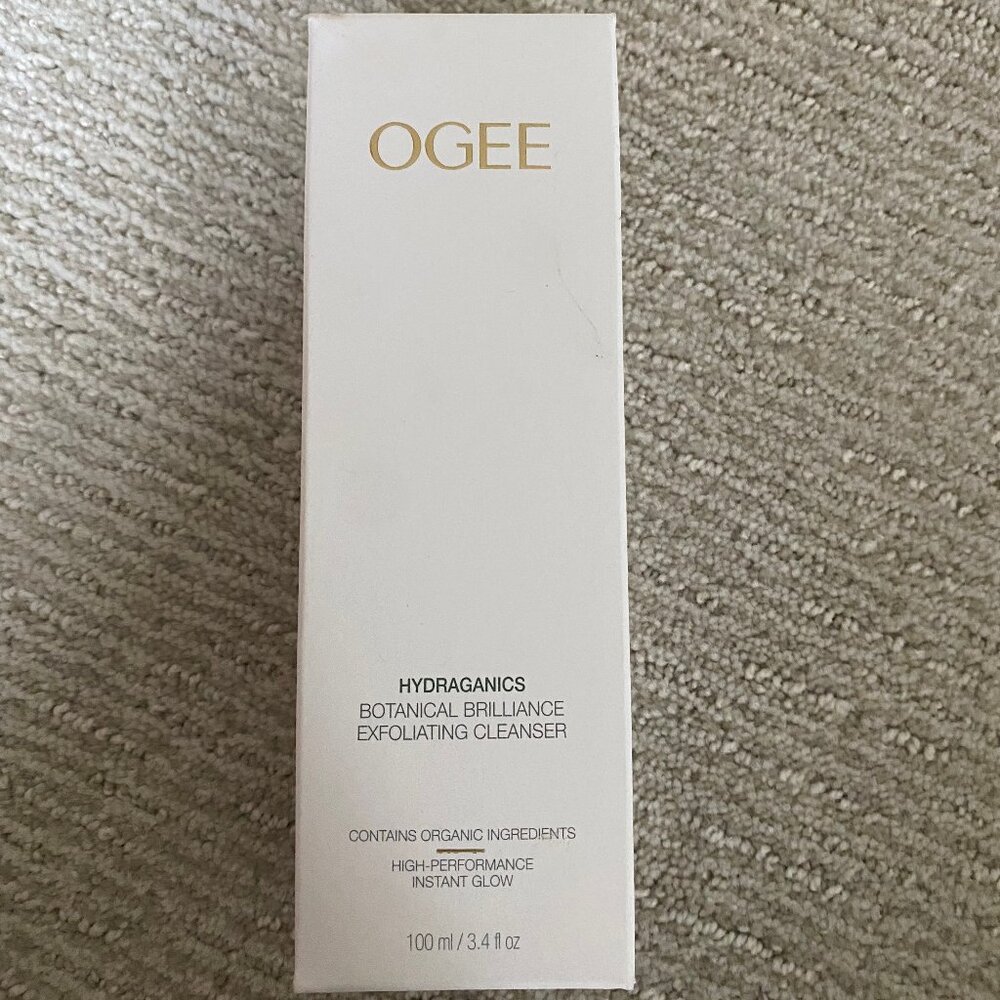 OGEE
HYDRAGANICS
BOTANICAL BRILLIANCE
EXFOLIATING CLEANSER
CONTAINS ORGANIC INGREDIENTS
HIGH-PERFORMANCE
INSTANT GLOW
100 ml / 3.4 fl oz